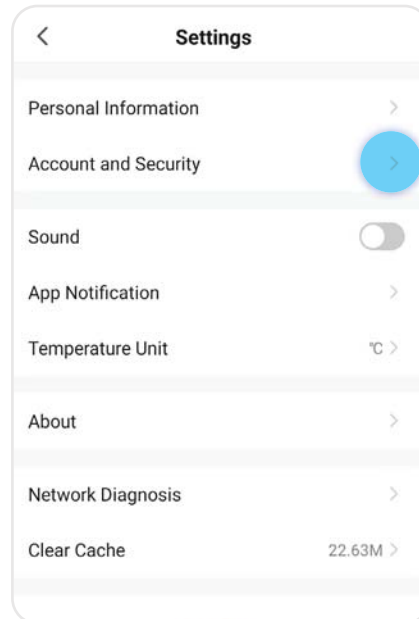 Settings
Personal Information
Account and Security
Sound
App Notification
Temperature Unit ℃
About
Network Diagnosis
Clear Cache 22.63M